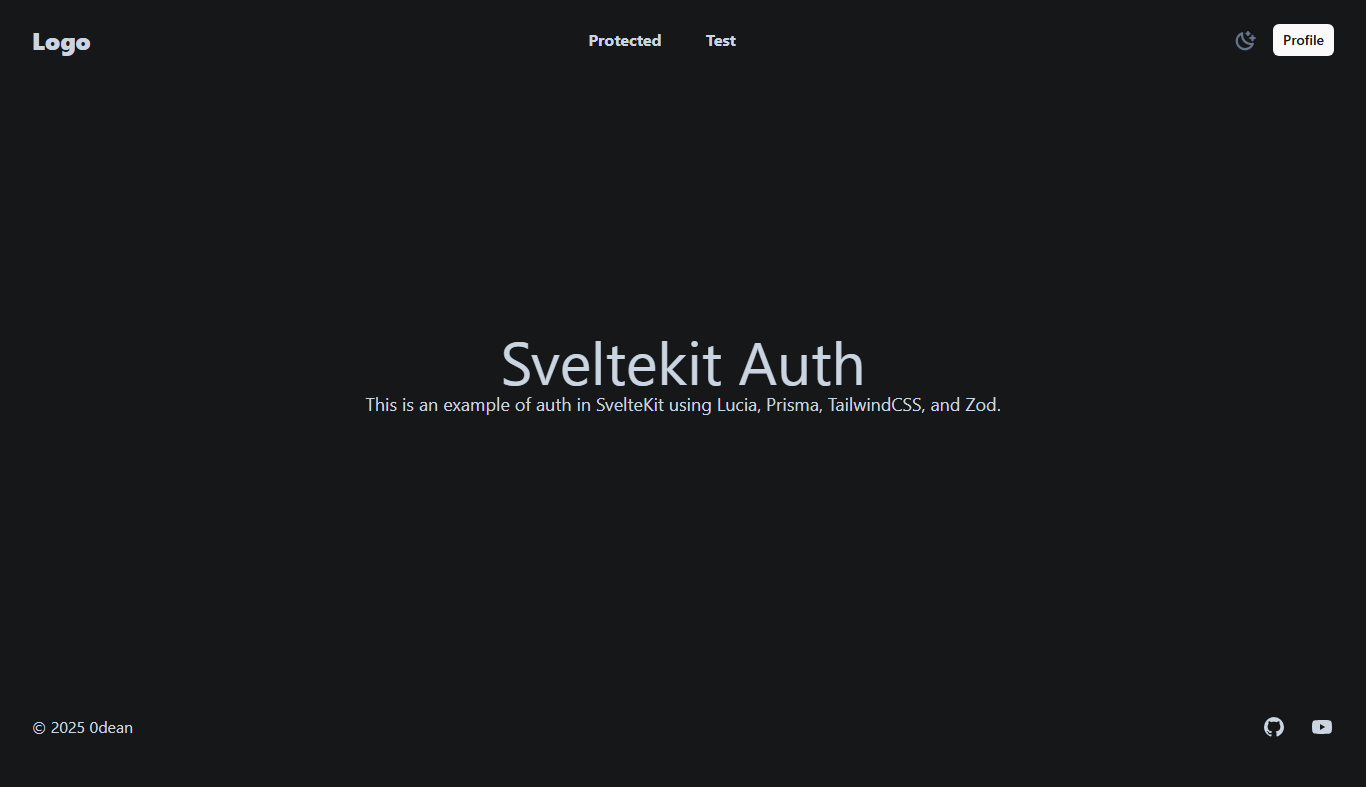 Logo
Protected
Test
Profile
Sveltekit Auth
This is an example of auth in SvelteKit using Lucia, Prisma, TailwindCSS, and Zod.
© 2025 0dean